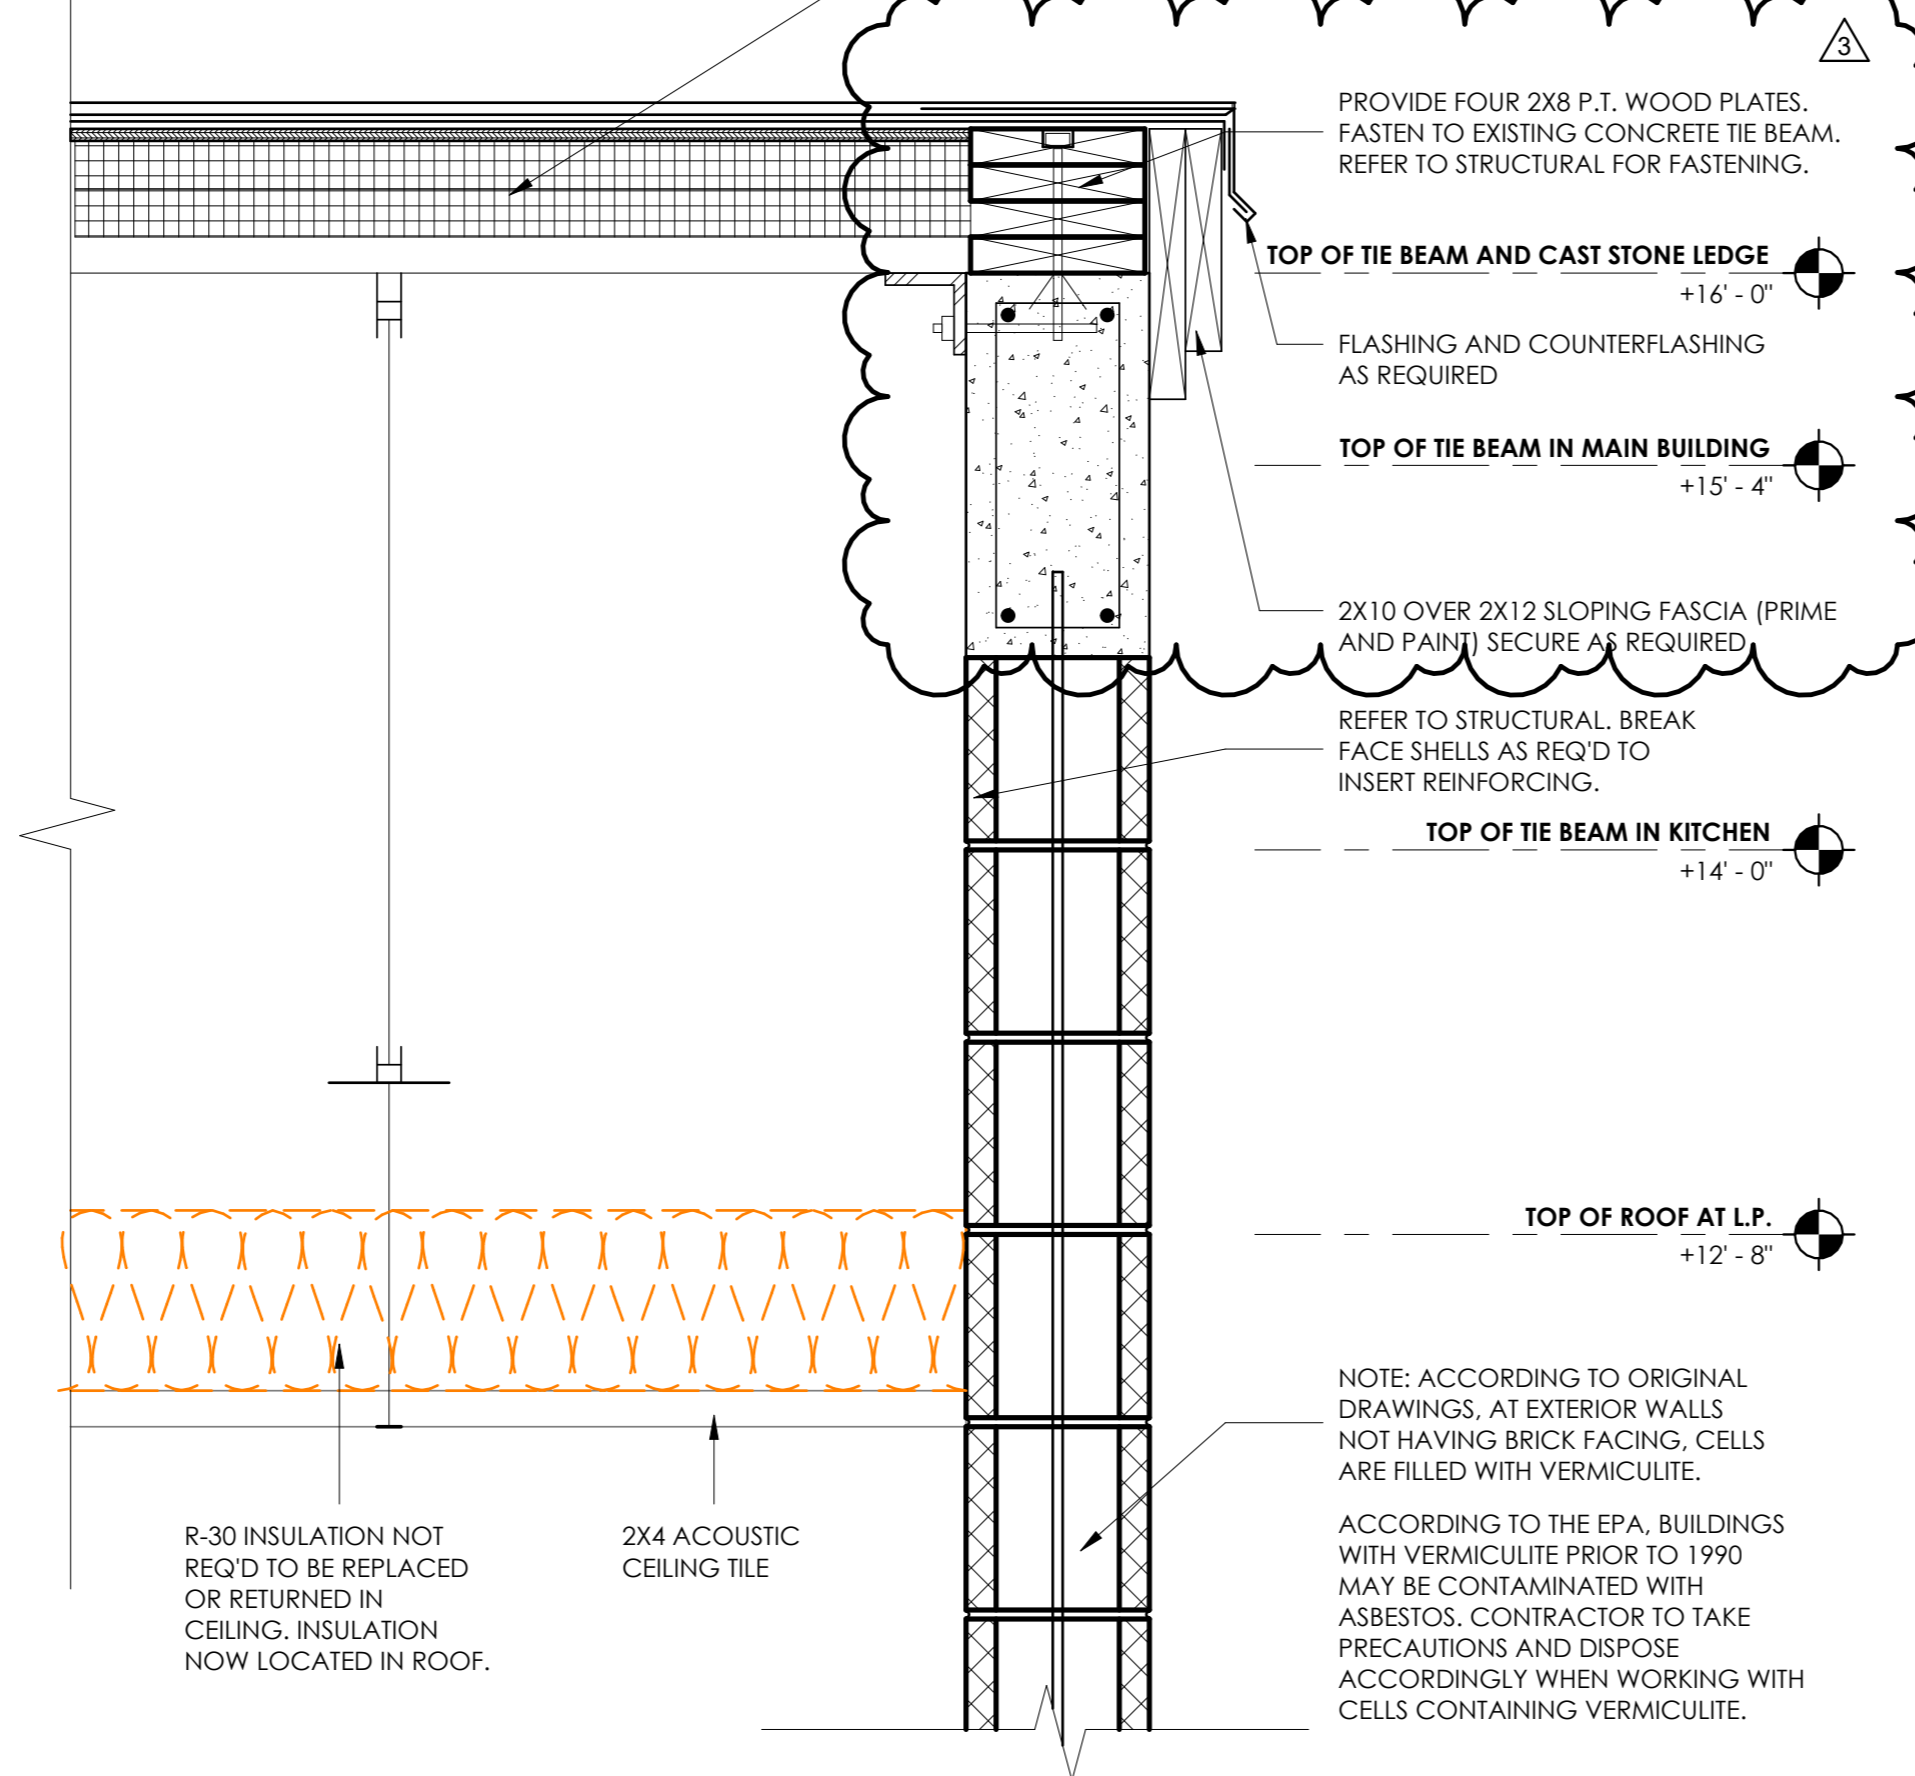 3
PROVIDE FOUR 2X8 P.T. WOOD PLATES.
FASTEN TO EXISTING CONCRETE TIE BEAM.
REFER TO STRUCTURAL FOR FASTENING.
TOP OF TIE BEAM AND CAST STONE LEDGE
+16' - 0"
FLASHING AND COUNTERFLASHING
AS REQUIRED
TOP OF TIE BEAM IN MAIN BUILDING
+15' - 4"
2X10 OVER 2X12 SLOPING FASCIA (PRIME
AND PAINT) SECURE AS REQUIRED
REFER TO STRUCTURAL. BREAK
FACE SHELLS AS REQ'D TO
INSERT REINFORCING.
TOP OF TIE BEAM IN KITCHEN
+14' - 0"
TOP OF ROOF AT L.P.
+12' - 8"
NOTE: ACCORDING TO ORIGINAL
DRAWINGS, AT EXTERIOR WALLS
NOT HAVING BRICK FACING, CELLS
ARE FILLED WITH VERMICULITE.
ACCORDING TO THE EPA, BUILDINGS
WITH VERMICULITE PRIOR TO 1990
MAY BE CONTAMINATED WITH
ASBESTOS. CONTRACTOR TO TAKE
PRECAUTIONS AND DISPOSE
ACCORDINGLY WHEN WORKING WITH
CELLS CONTAINING VERMICULITE.
R-30 INSULATION NOT
REQ'D TO BE REPLACED
OR RETURNED IN
CEILING. INSULATION
NOW LOCATED IN ROOF.
2X4 ACOUSTIC
CEILING TILE